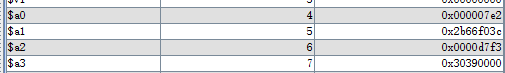 $a0 4 0x000007e2
$a1 5 0x2b66f03c
$a2 6 0x0000d7f3
$a3 7 0x30390000